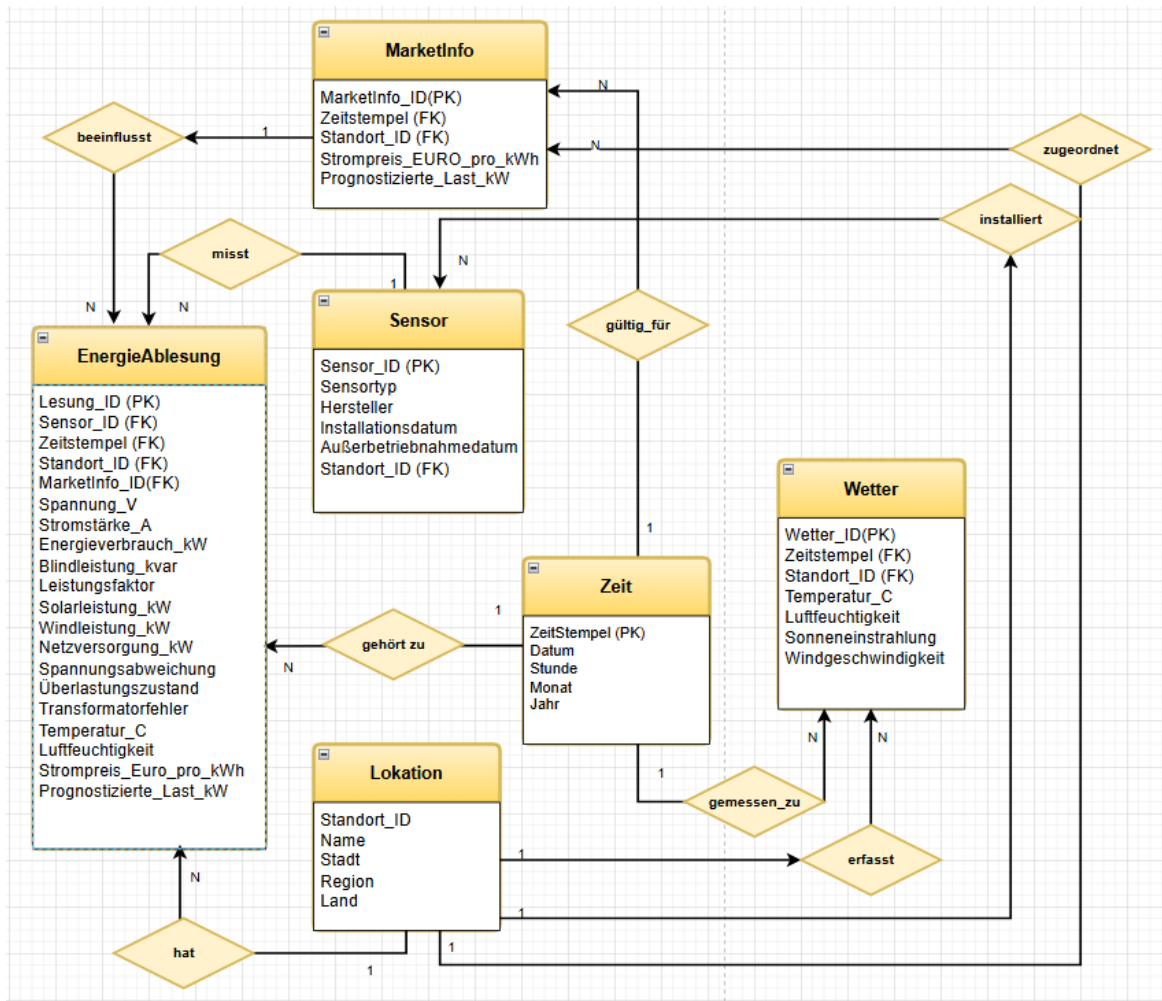 MarketInfo
MarketInfo_ID(PK)
Zeitstempel (FK)
Standort_ID (FK)
Strompreis_EURO_pro_kWh
Prognostizierte_Last_kW
beeinflusst
1
N
N
zugeordnet
installiert
misst
N
1
N
N
Sensor
Sensor_ID (PK)
Sensortyp
Hersteller
Installationsdatum
Außerbetriebnahmedatum
Standort_ID (FK)
gültig_für
1
EnergieAblesung
Lesung_ID (PK)
Sensor_ID (FK)
Zeitstempel (FK)
Standort_ID (FK)
MarketInfo_ID(FK)
Spannung_V
Stromstärke_A
Energieverbrauch_kW
Blindleistung_kvar
Leistungsfaktor
Solarleistung_kW
Windleistung_kW
Netzversorgung_kW
Spannungsabweichung
Überlastungszustand
Transformatorfehler
Temperatur_C
Luftfeuchtigkeit
Strompreis_Euro_pro_kWh
Prognostizierte_Last_kW
Wetter
Wetter_ID(PK)
Zeitstempel (FK)
Standort_ID (FK)
Temperatur_C
Luftfeuchtigkeit
Sonneneinstrahlung
Windgeschwindigkeit
Zeit
ZeitStempel (PK)
Datum
Stunde
Monat
Jahr
1
gehört zu
N
Lokation
Standort_ID
Name
Stadt
Region
Land
1
gemessen_zu
N
N
erfasst
1
1
1
N
hat
1